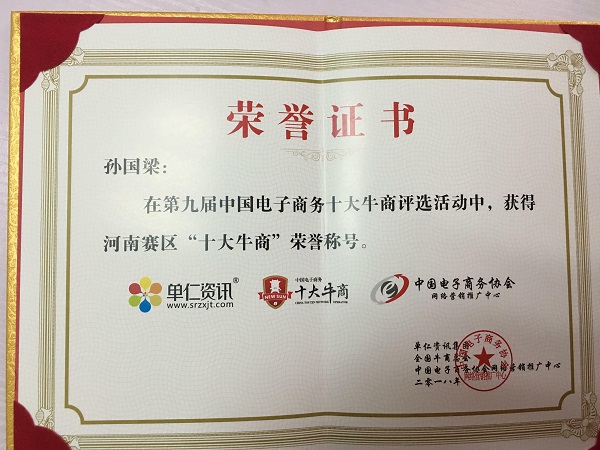 荣誉证书
孙国梁：
在第九届中国电子商务十大牛商评选活动中，获得
河南赛区“十大牛商”荣誉称号。
单仁资讯®
www.srzxjt.com
中国电子商务
十大牛商
NEW SUN
中国电子商务协会
网络营销推广中心
单仁资讯集团
全国牛商总会
中国电子商务协会网络营销推广中心
二零一八年